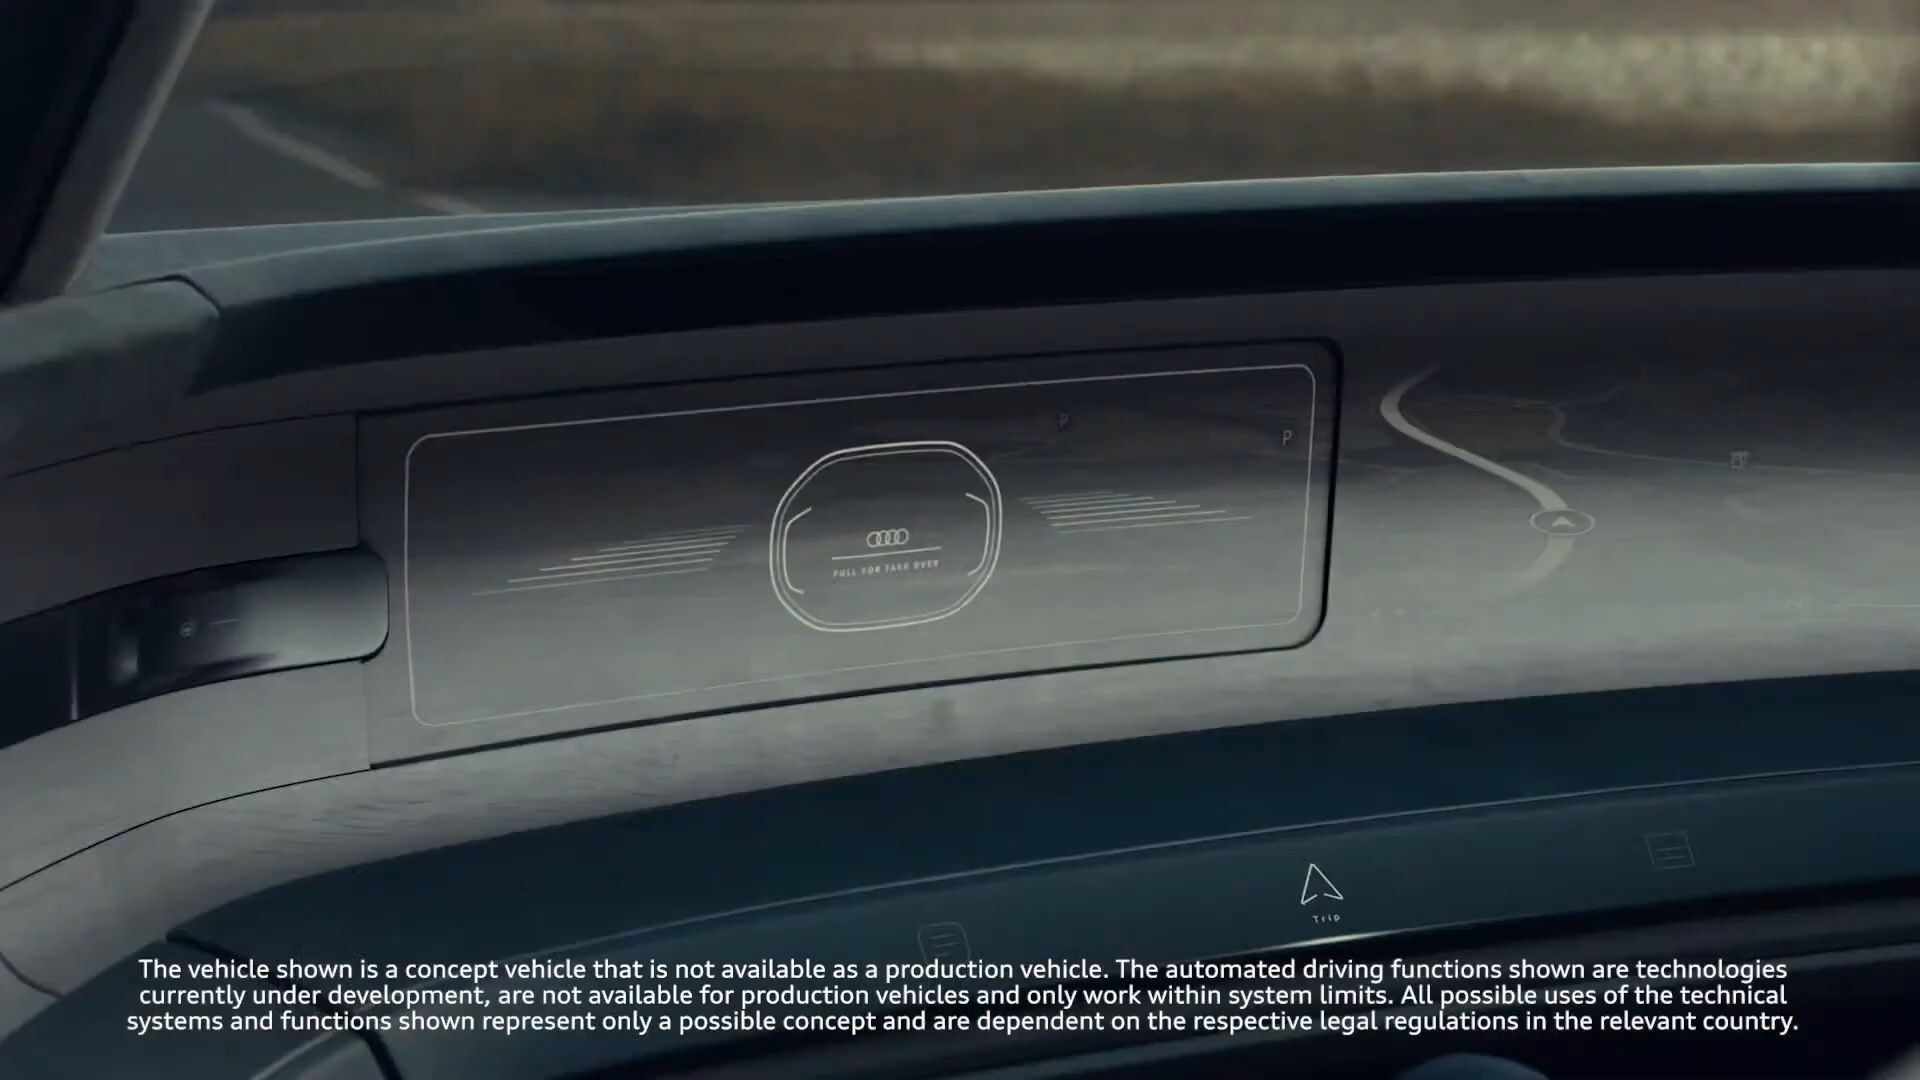 P
P
PULL FOR TAKE OVER
Trip
The vehicle shown is a concept vehicle that is not available as a production vehicle. The automated driving functions shown are technologies
currently under development, are not available for production vehicles and only work within system limits. All possible uses of the technical
systems and functions shown represent only a possible concept and are dependent on the respective legal regulations in the relevant country.